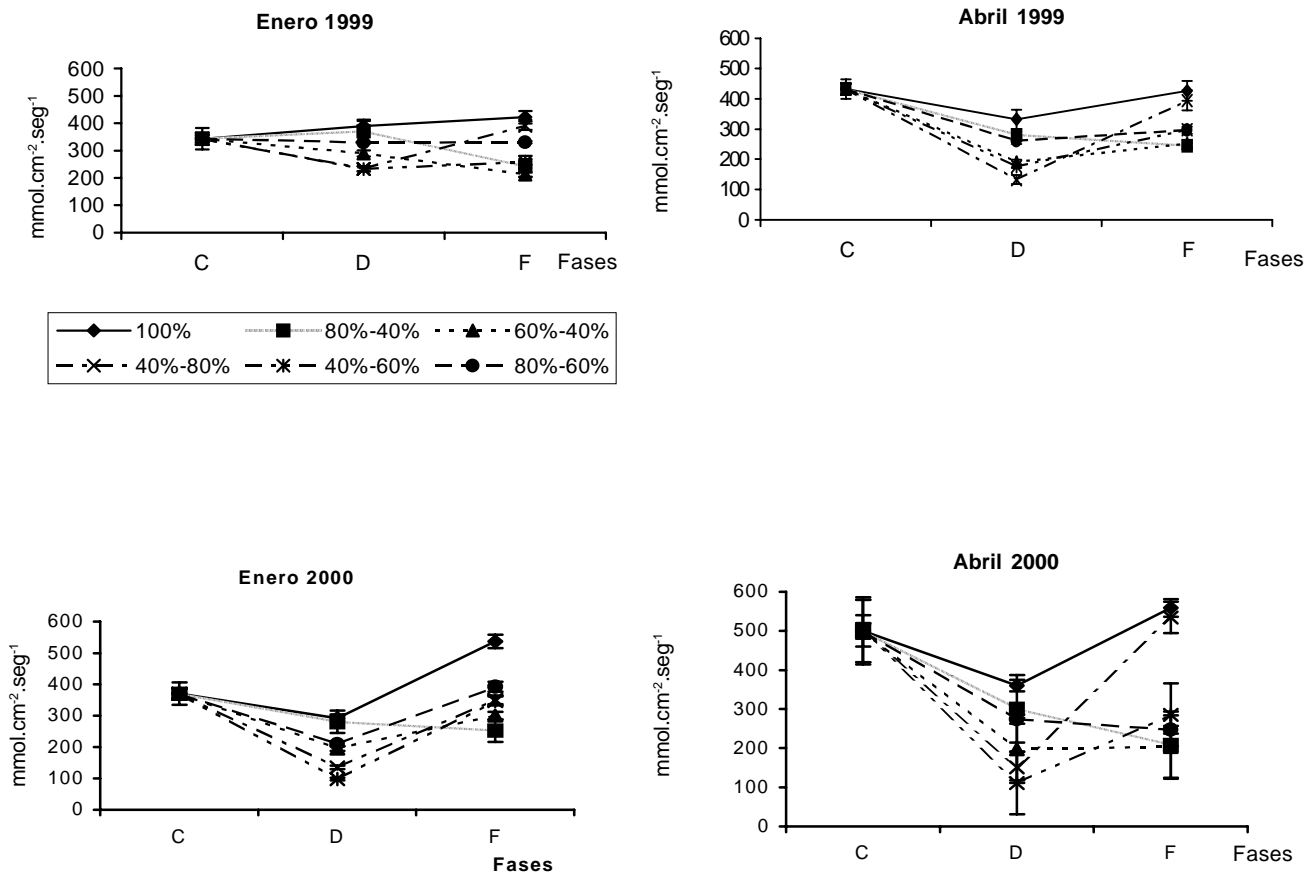 Enero 1999
mmol.cm-2.seg-1
600
500
400
300
200
100
0
C D F Fases
Abril 1999
mmol.cm-2.seg-1
600
500
400
300
200
100
0
C D F Fases
100% 80%-40% 60%-40%
40%-80% 40%-60% 80%-60%
Enero 2000
mmol.cm-2.seg-1
600
500
400
300
200
100
0
C D F
Fases
Abril 2000
mmol.cm-2.seg-1
600
500
400
300
200
100
0
C D F Fases